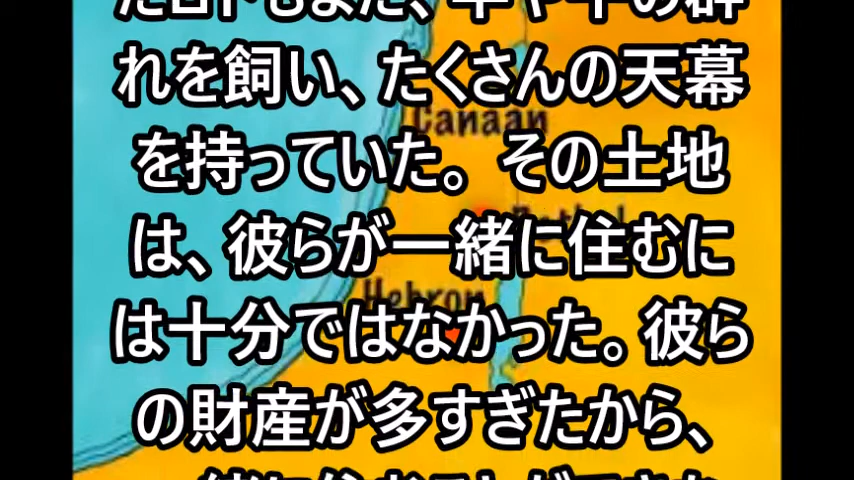 れを飼い、たくさんの天幕
を持っていた。その土地
は、彼らが一緒に住むに
は十分ではなかった。彼ら
の財産が多すぎたから、
Canaan
Hebron